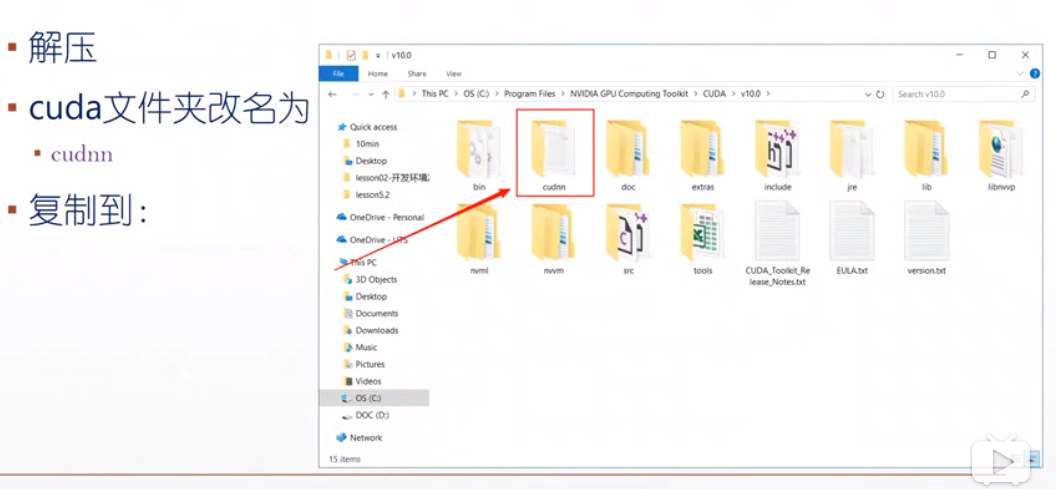 解压
cuda文件夹改名为
cudnn
复制到：
v10.0
File Home Share View
This PC > OS (C:) > Program Files > NVIDIA GPU Computing Toolkit > CUDA > v10.0 >
Search v10.0
Quick access
10min
Desktop
lesson02-开发环境
lesson5.2
OneDrive - Personal
OneDrive - UTS
This PC
3D Objects
Desktop
Documents
Downloads
Music
Pictures
Videos
OS (C:)
DOC (D:)
Network
bin cudnn doc extras include jre lib libnvvp
nvml nvvm src tools CUDA_Toolkit_Re EULA.txt version.txt
lease_Notes.txt
15 items